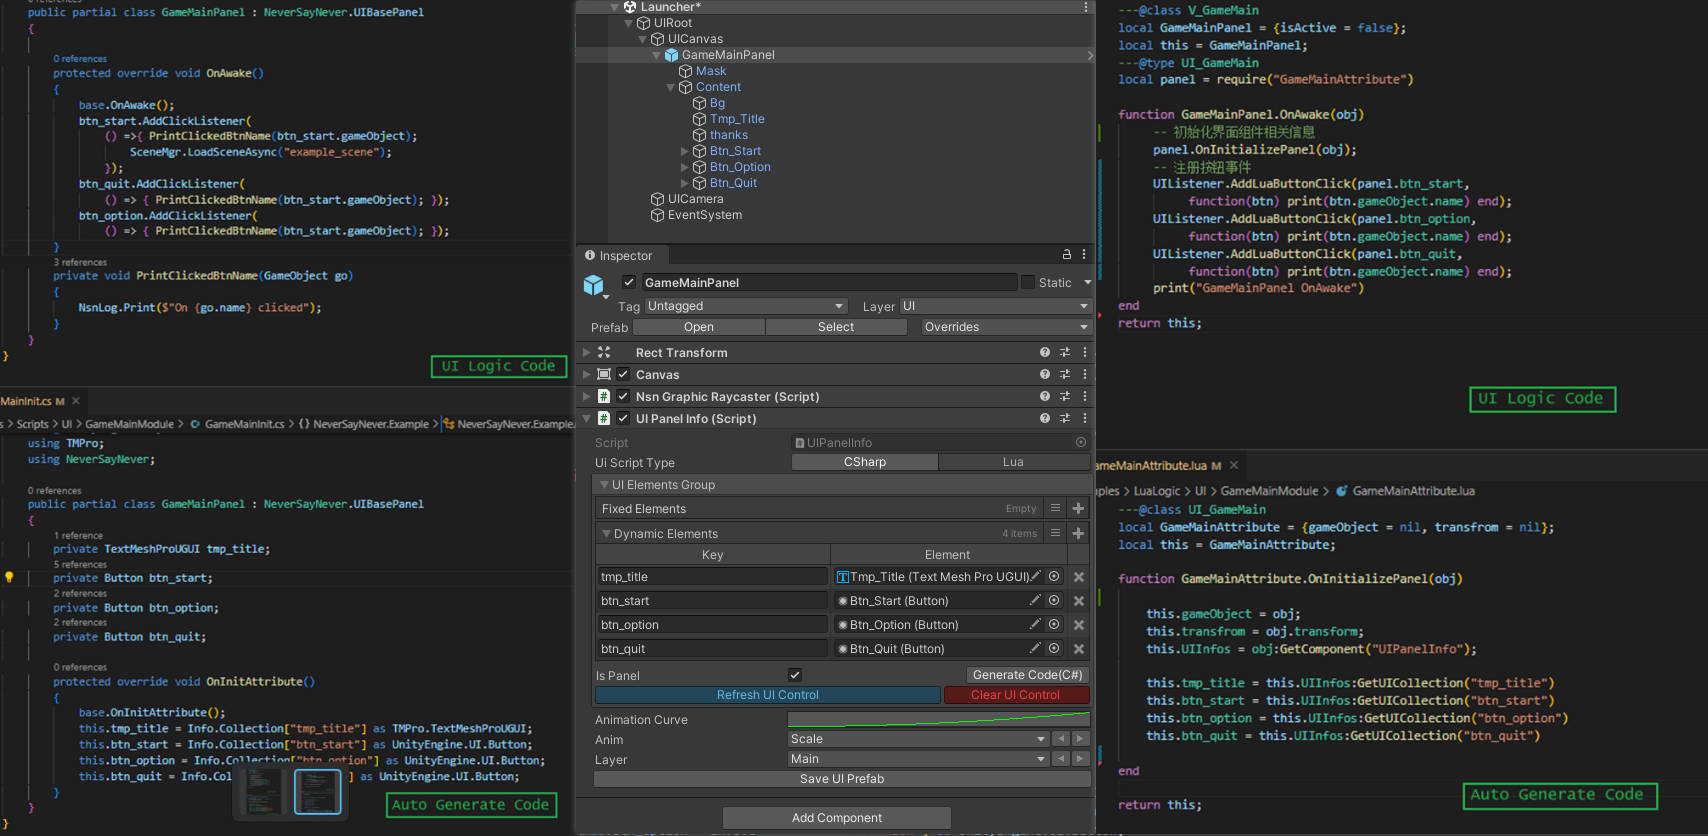 0 references
public partial class GameMainPanel : NeverSayNever.UIBasePanel
{
0 references
protected override void OnAwake()
{
base.OnAwake();
btn_start.AddClickListener(
() =>{ PrintClickedBtnName(btn_start.gameObject);
SceneMgr.LoadSceneAsync("example_scene");
});
btn_quit.AddClickListener(
() => { PrintClickedBtnName(btn_start.gameObject); });
btn_option.AddClickListener(
() => { PrintClickedBtnName(btn_start.gameObject); });
}
3 references
private void PrintClickedBtnName(GameObject go)
{
NsnLog.Print($"On {go.name} clicked");
}
}
}
UI Logic Code
MainInit.cs M ×
s > Scripts > UI > GameMainModule > GameMainInit.cs > {} NeverSayNever.Example > NeverSayNever.Example.
using TMPro;
using NeverSayNever;
0 references
public partial class GameMainPanel : NeverSayNever.UIBasePanel
{
1 reference
private TextMeshProUGUI tmp_title;
5 references
private Button btn_start;
2 references
private Button btn_option;
2 references
private Button btn_quit;
0 references
protected override void OnInitAttribute()
{
base.OnInitAttribute();
this.tmp_title = Info.Collection["tmp_title"] as TMPro.TextMeshProUGUI;
this.btn_start = Info.Collection["btn_start"] as UnityEngine.UI.Button;
this.btn_option = Info.Collection["btn_option"] as UnityEngine.UI.Button;
this.btn_quit = Info.Col ] as UnityEngine.UI.Button;
}
}
}
Auto Generate Code
Launcher*
UIRoot
UICanvas
GameMainPanel
Mask
Content
Bg
Tmp_Title
thanks
Btn_Start
Btn_Option
Btn_Quit
UICamera
EventSystem
Inspector
GameMainPanel Static
Tag Untagged Layer UI
Prefab Open Select Overrides
Rect Transform
Canvas
Nsn Graphic Raycaster (Script)
UI Panel Info (Script)
Script UIPanelInfo
Ui Script Type CSharp Lua
UI Elements Group
Fixed Elements Empty
Dynamic Elements 4 items
Key Element
tmp_title Tmp_Title (Text Mesh Pro UGUI)
btn_start Btn_Start (Button)
btn_option Btn_Option (Button)
btn_quit Btn_Quit (Button)
Is Panel Generate Code(C#)
Refresh UI Control Clear UI Control
Animation Curve
Anim Scale
Layer Main
Save UI Prefab
Add Component
---@class V_GameMain
local GameMainPanel = {isActive = false};
local this = GameMainPanel;
---@type UI_GameMain
local panel = require("GameMainAttribute")
function GameMainPanel.OnAwake(obj)
-- 初始化界面组件相关信息
panel.OnInitializePanel(obj);
-- 注册按钮事件
UIListener.AddLuaButtonClick(panel.btn_start,
function(btn) print(btn.gameObject.name) end);
UIListener.AddLuaButtonClick(panel.btn_option,
function(btn) print(btn.gameObject.name) end);
UIListener.AddLuaButtonClick(panel.btn_quit,
function(btn) print(btn.gameObject.name) end);
print("GameMainPanel OnAwake")
end
return this;
UI Logic Code
ameMainAttribute.lua M ×
ples > LuaLogic > UI > GameMainModule > GameMainAttribute.lua
---@class UI_GameMain
local GameMainAttribute = {gameObject = nil, transfrom = nil};
local this = GameMainAttribute;
function GameMainAttribute.OnInitializePanel(obj)
this.gameObject = obj;
this.transfrom = obj.transform;
this.UIInfos = obj:GetComponent("UIPanelInfo");
this.tmp_title = this.UIInfos:GetUICollection("tmp_title")
this.btn_start = this.UIInfos:GetUICollection("btn_start")
this.btn_option = this.UIInfos:GetUICollection("btn_option")
this.btn_quit = this.UIInfos:GetUICollection("btn_quit")
end
return this;
Auto Generate Code